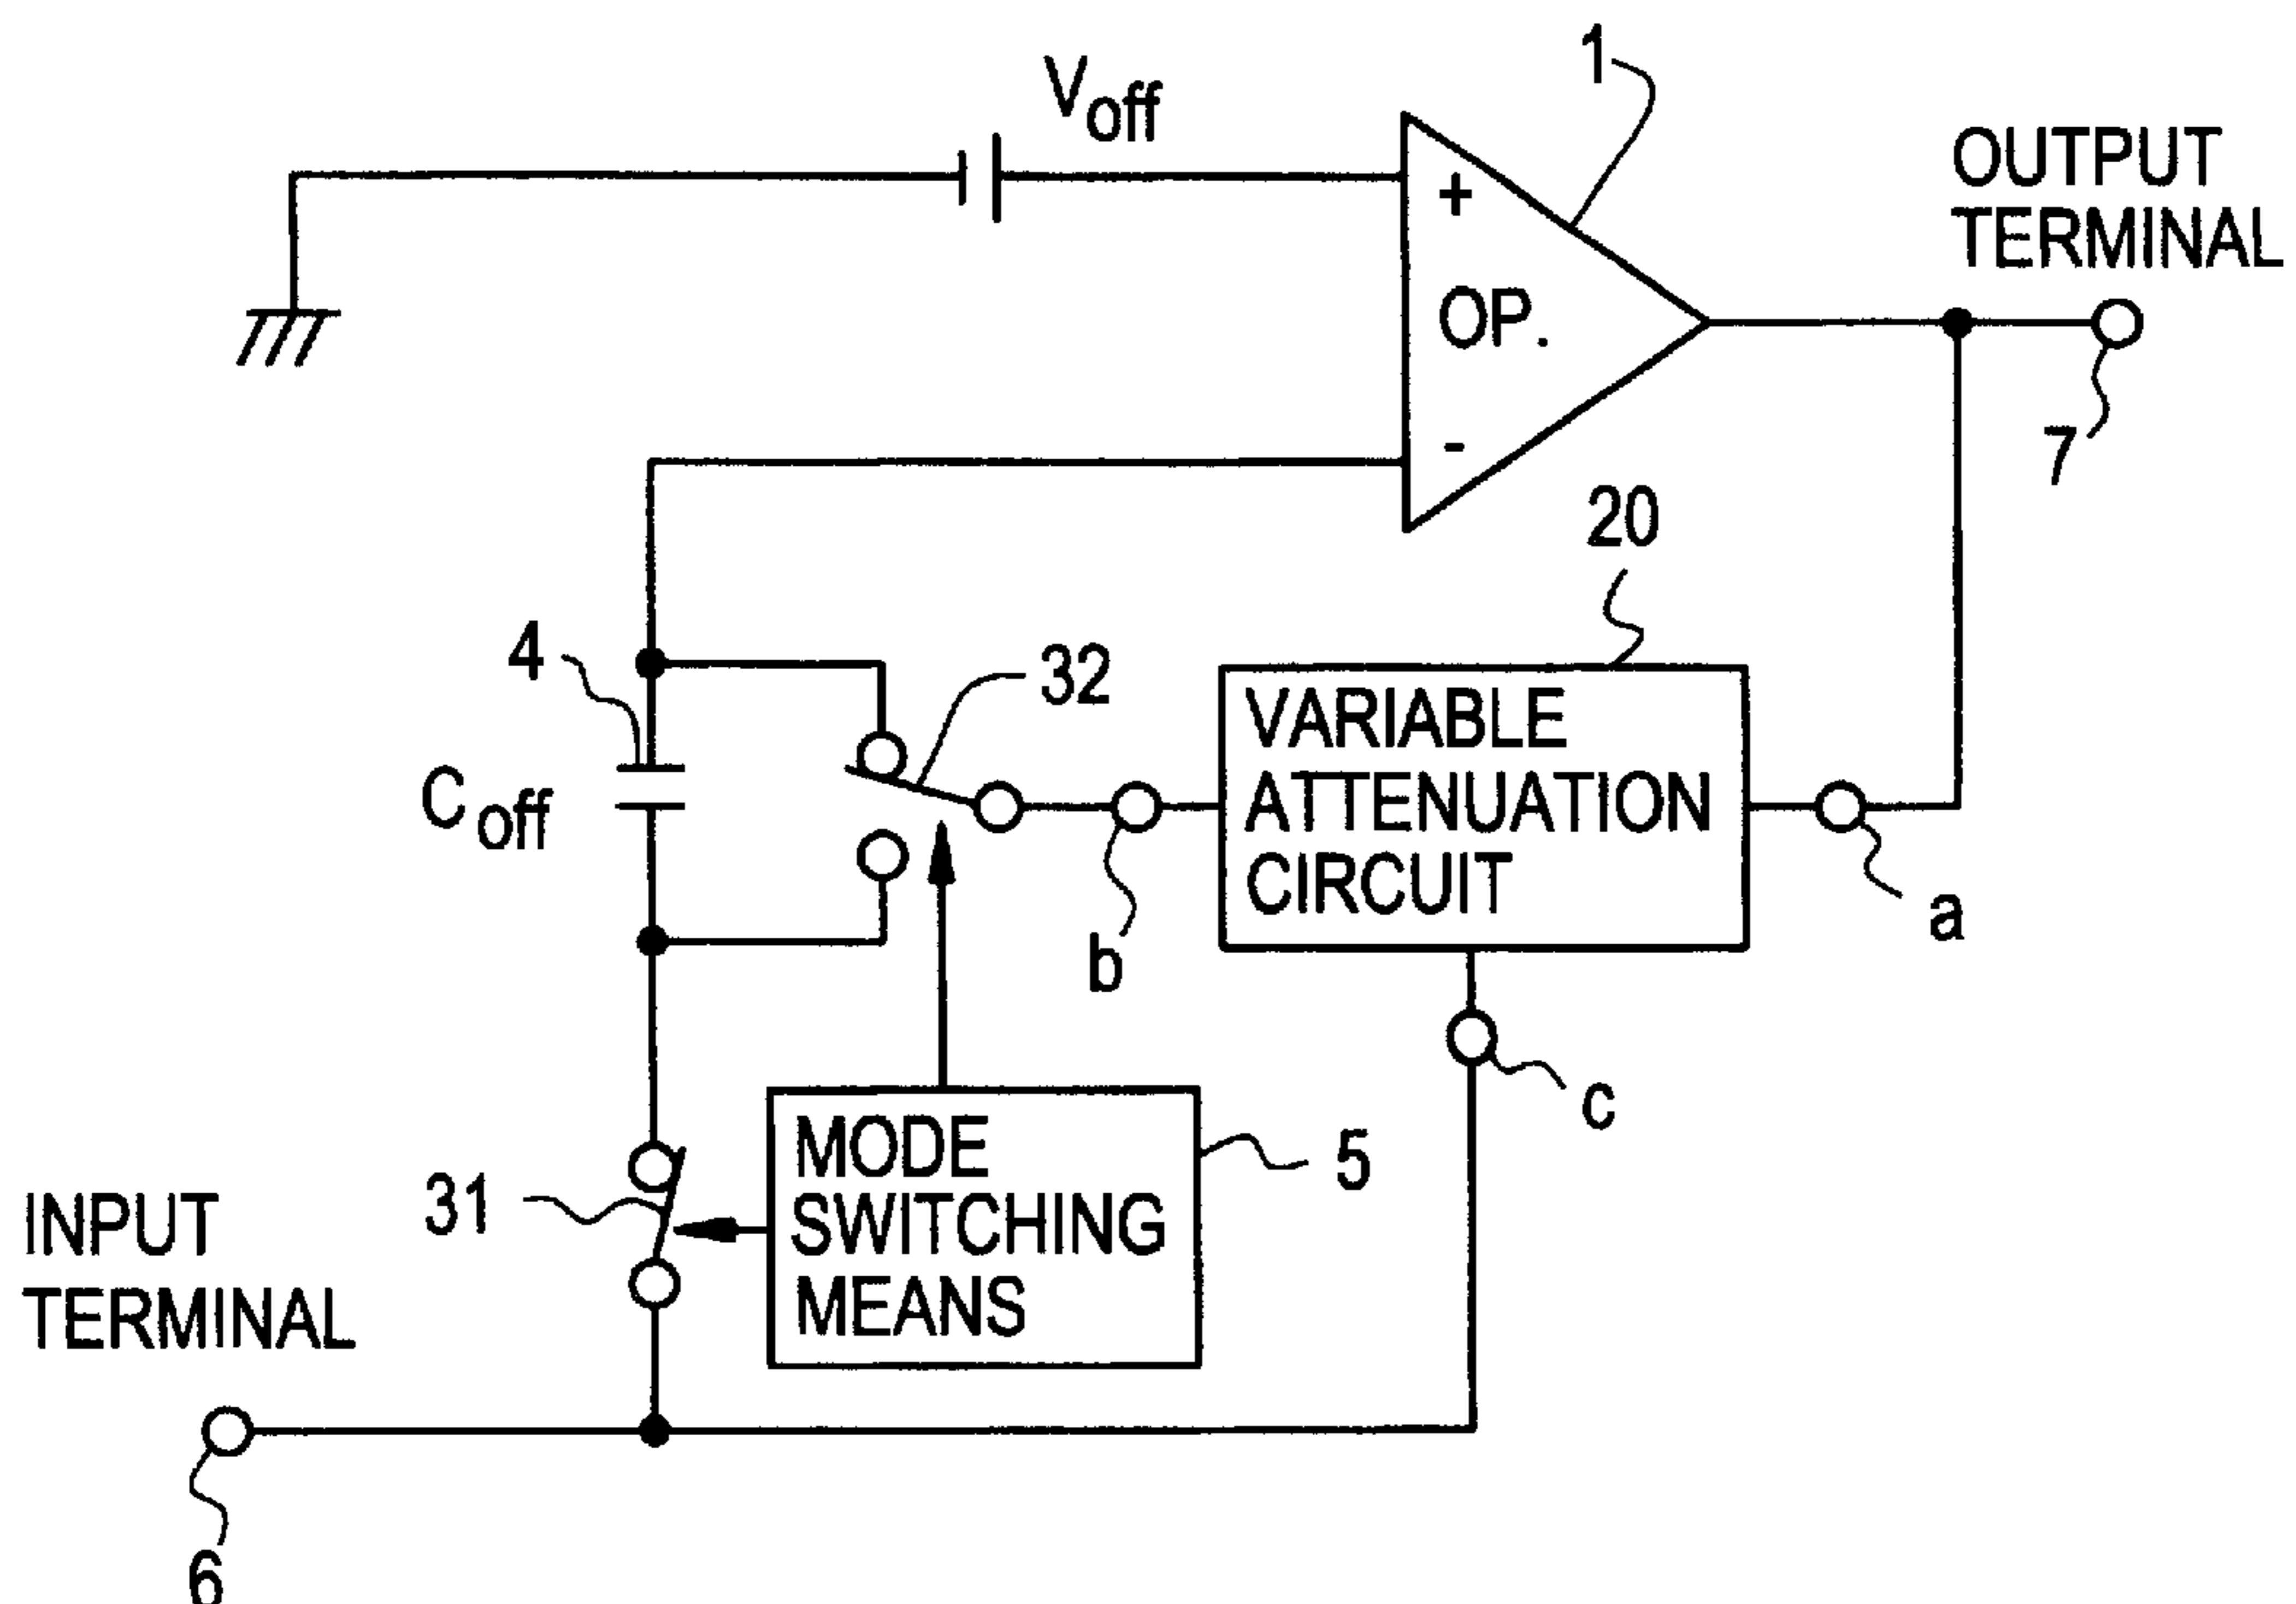 1
Voff
OUTPUT
TERMINAL
+
OP.
-
7
20
4
32
VARIABLE
ATTENUATION
CIRCUIT
Coff
a
b
c
MODE
SWITCHING
MEANS
5
31
INPUT
TERMINAL
6